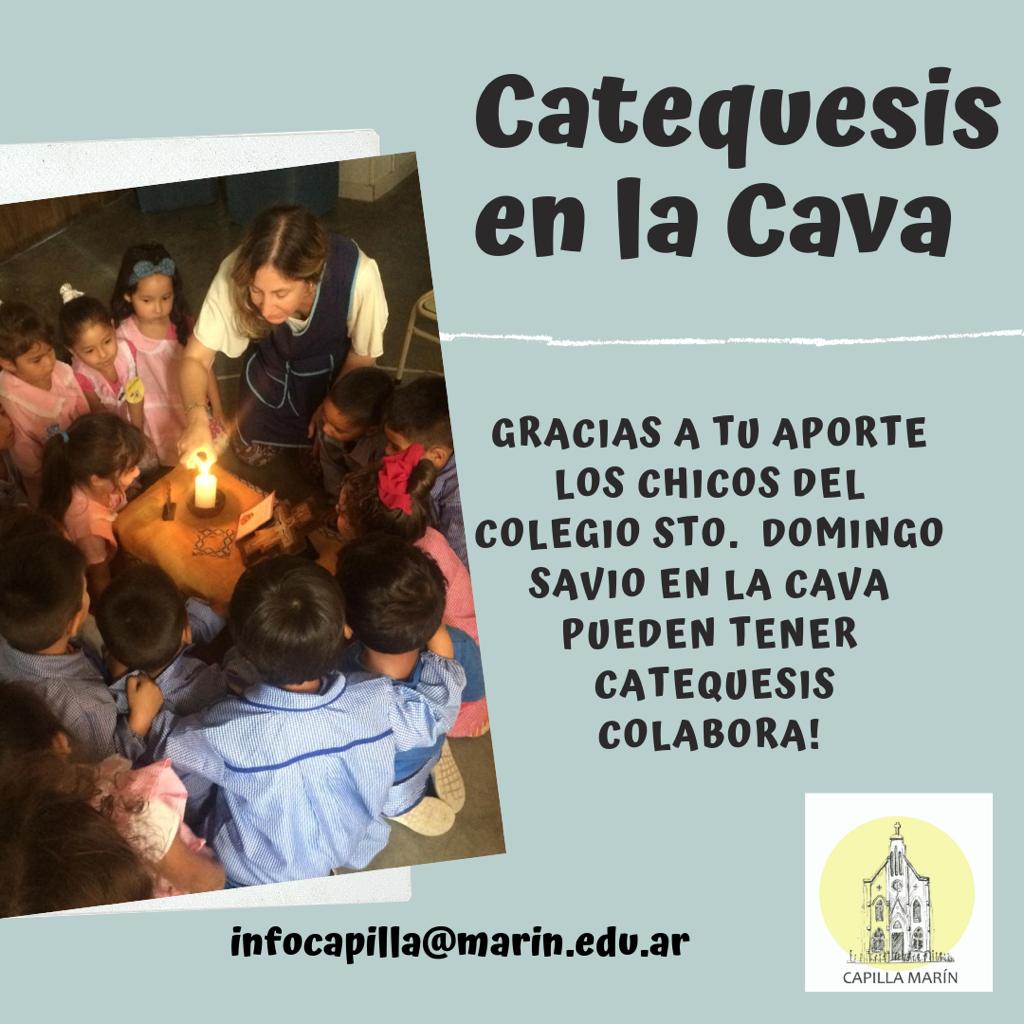 Catequesis
en la Cava
GRACIAS A TU APORTE
LOS CHICOS DEL
COLEGIO STO. DOMINGO
SAVIO EN LA CAVA
PUEDEN TENER
CATEQUESIS
COLABORA!
infocapilla@marin.edu.ar
CAPILLA MARÍN